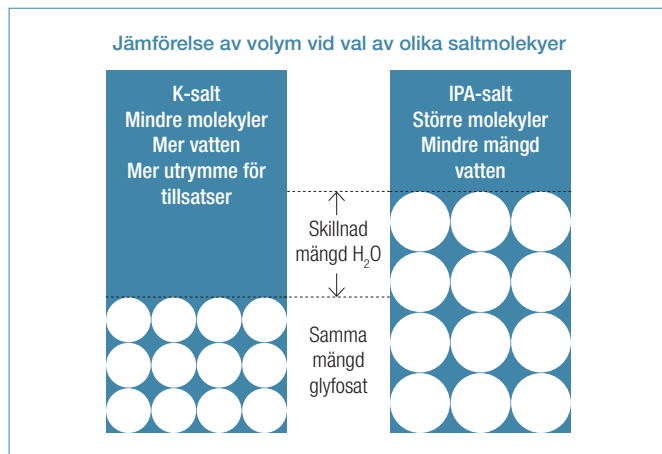 Jämförelse av volym vid val av olika saltmolekyer
K-salt
Mindre molekyler
Mer vatten
Mer utrymme för
tillsatser
IPA-salt
Större molekyler
Mindre mängd
vatten
Skillnad
mängd H₂O
Samma
mängd
glyfosat